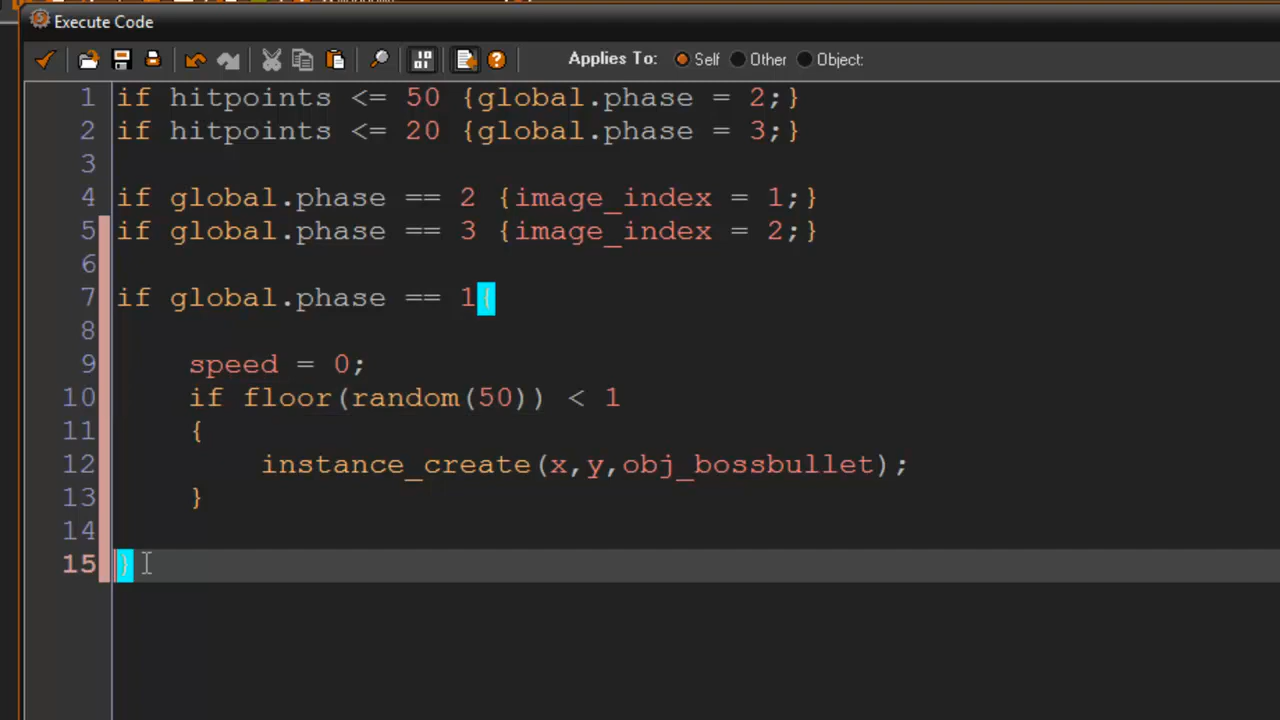 Execute Code
Applies To: Self Other Object:
1 if hitpoints <= 50 {global.phase = 2;}
2 if hitpoints <= 20 {global.phase = 3;}
3
4 if global.phase == 2 {image_index = 1;}
5 if global.phase == 3 {image_index = 2;}
6
7 if global.phase == 1{
8
9 speed = 0;
10 if floor(random(50)) < 1
11 {
12 instance_create(x,y,obj_bossbullet);
13 }
14
15 }